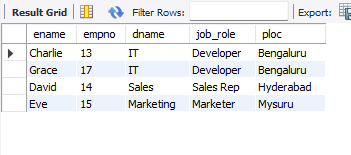 Result Grid Filter Rows: Export:
ename empno dname job_role ploc
Charlie 13 IT Developer Bengaluru
Grace 17 IT Developer Bengaluru
David 14 Sales Sales Rep Hyderabad
Eve 15 Marketing Marketer Mysuru